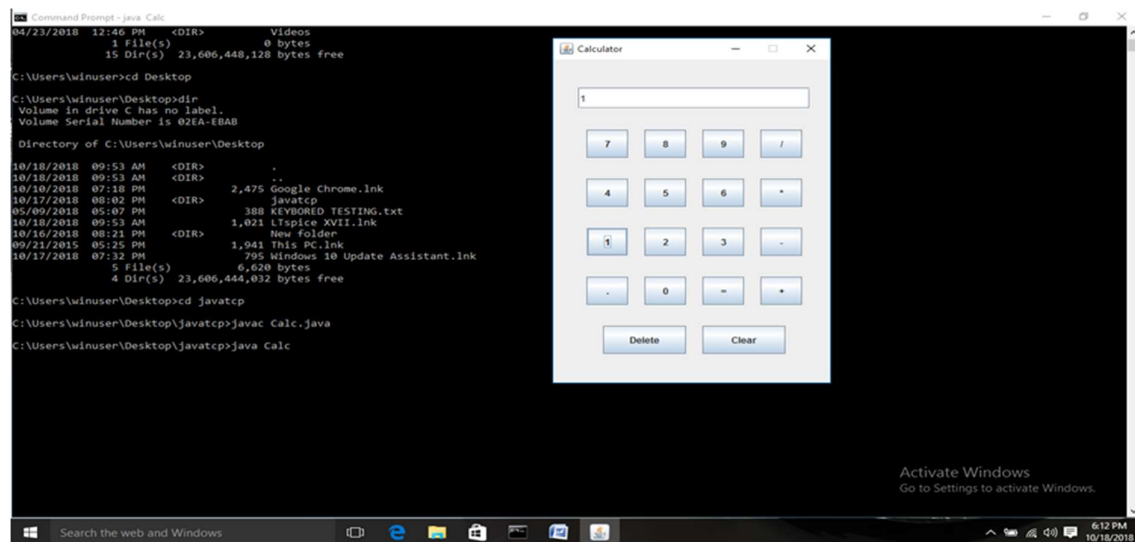 Command Prompt - java Calc
04/23/2018  12:46 PM    <DIR>          Videos
               1 File(s)              0 bytes
              15 Dir(s)  23,606,448,128 bytes free
C:\Users\winuser>cd Desktop
C:\Users\winuser\Desktop>dir
 Volume in drive C has no label.
 Volume Serial Number is 02EA-EBAB
 Directory of C:\Users\winuser\Desktop
10/18/2018  09:53 AM    <DIR>          .
10/18/2018  09:53 AM    <DIR>          ..
10/10/2018  07:18 PM             2,475 Google Chrome.lnk
10/17/2018  08:02 PM    <DIR>          javatcp
05/09/2018  05:07 PM               388 KEYBORED TESTING.txt
10/18/2018  09:53 AM             1,021 LTspice XVII.lnk
10/16/2018  08:21 PM    <DIR>          New folder
09/21/2015  05:25 PM             1,941 This PC.lnk
10/17/2018  07:32 PM               795 Windows 10 Update Assistant.lnk
               5 File(s)          6,620 bytes
               4 Dir(s)  23,606,444,032 bytes free
C:\Users\winuser\Desktop>cd javatcp
C:\Users\winuser\Desktop\javatcp>javac Calc.java
C:\Users\winuser\Desktop\javatcp>java Calc
Calculator
1
7 8 9 /
4 5 6 *
1 2 3 -
. 0 = +
Delete Clear
Activate Windows
Go to Settings to activate Windows.
Search the web and Windows
6:12 PM
10/18/2018